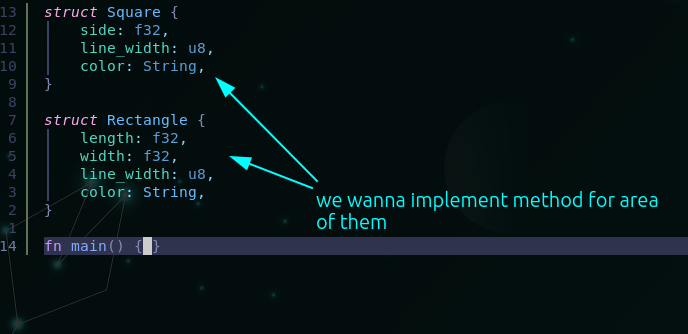 13 struct Square {
12 side: f32,
11 line_width: u8,
10 color: String,
9 }
8
7 struct Rectangle {
6 length: f32,
5 width: f32,
4 line_width: u8,
3 color: String,
2 }
1
14 fn main() { }
we wanna implement method for area
of them